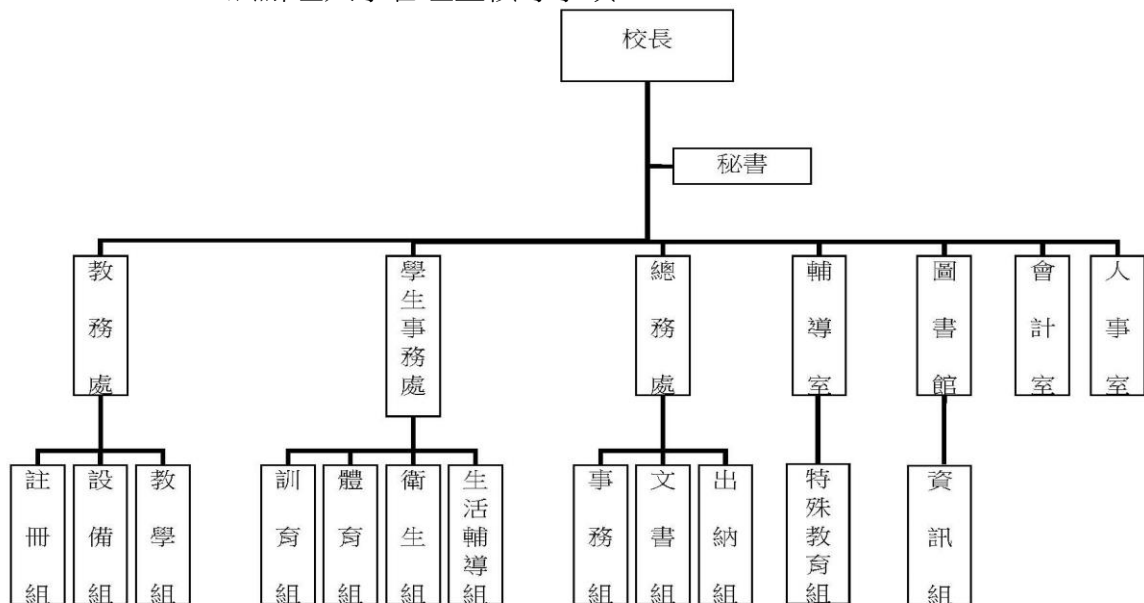 校長
秘書
教務處
學生事務處
總務處
輔導室
圖書館
會計室
人事室
註冊組
設備組
教學組
訓育組
體育組
衛生組
生活輔導組
事務組
文書組
出納組
特殊教育組
資訊組